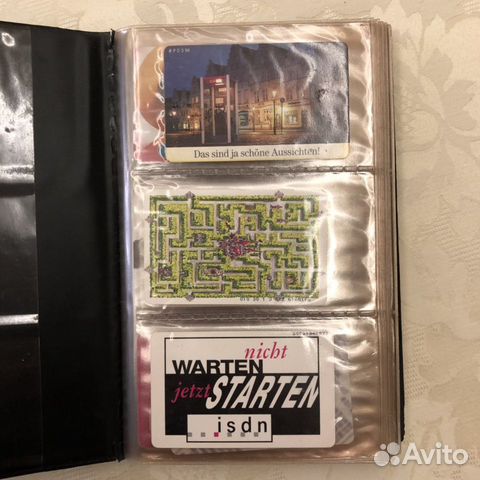 Das sind ja schöne Aussichten!
nicht
WARTEN
jetzt STARTEN
isdn
Avito